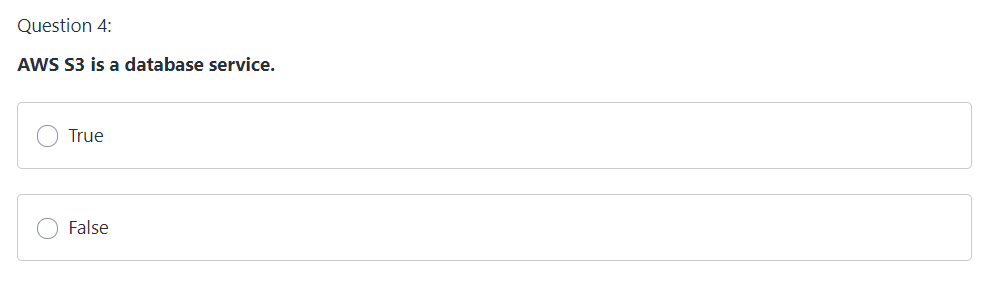 Question 4:
AWS S3 is a database service.
True
False